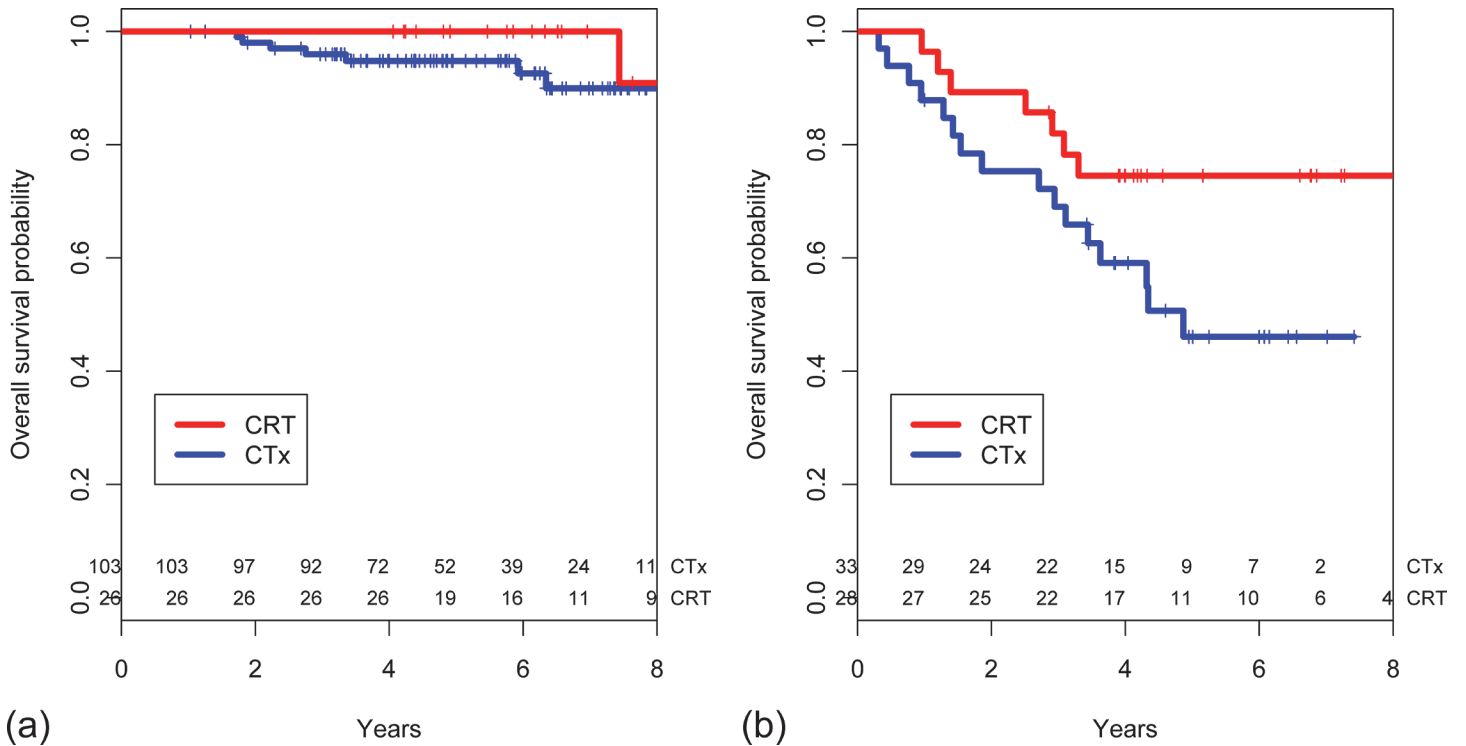 Overall survival probability
1.0
0.8
0.6
0.4
0.2
0.0
CRT
CTx
103 103 97 92 72 52 39 24 11 CTx
26 26 26 26 26 19 16 11 9 CRT
0 2 4 6 8
Years
(a)
Overall survival probability
1.0
0.8
0.6
0.4
0.2
0.0
CRT
CTx
33 29 24 22 15 9 7 2 CTx
28 27 25 22 17 11 10 6 4 CRT
0 2 4 6 8
Years
(b)